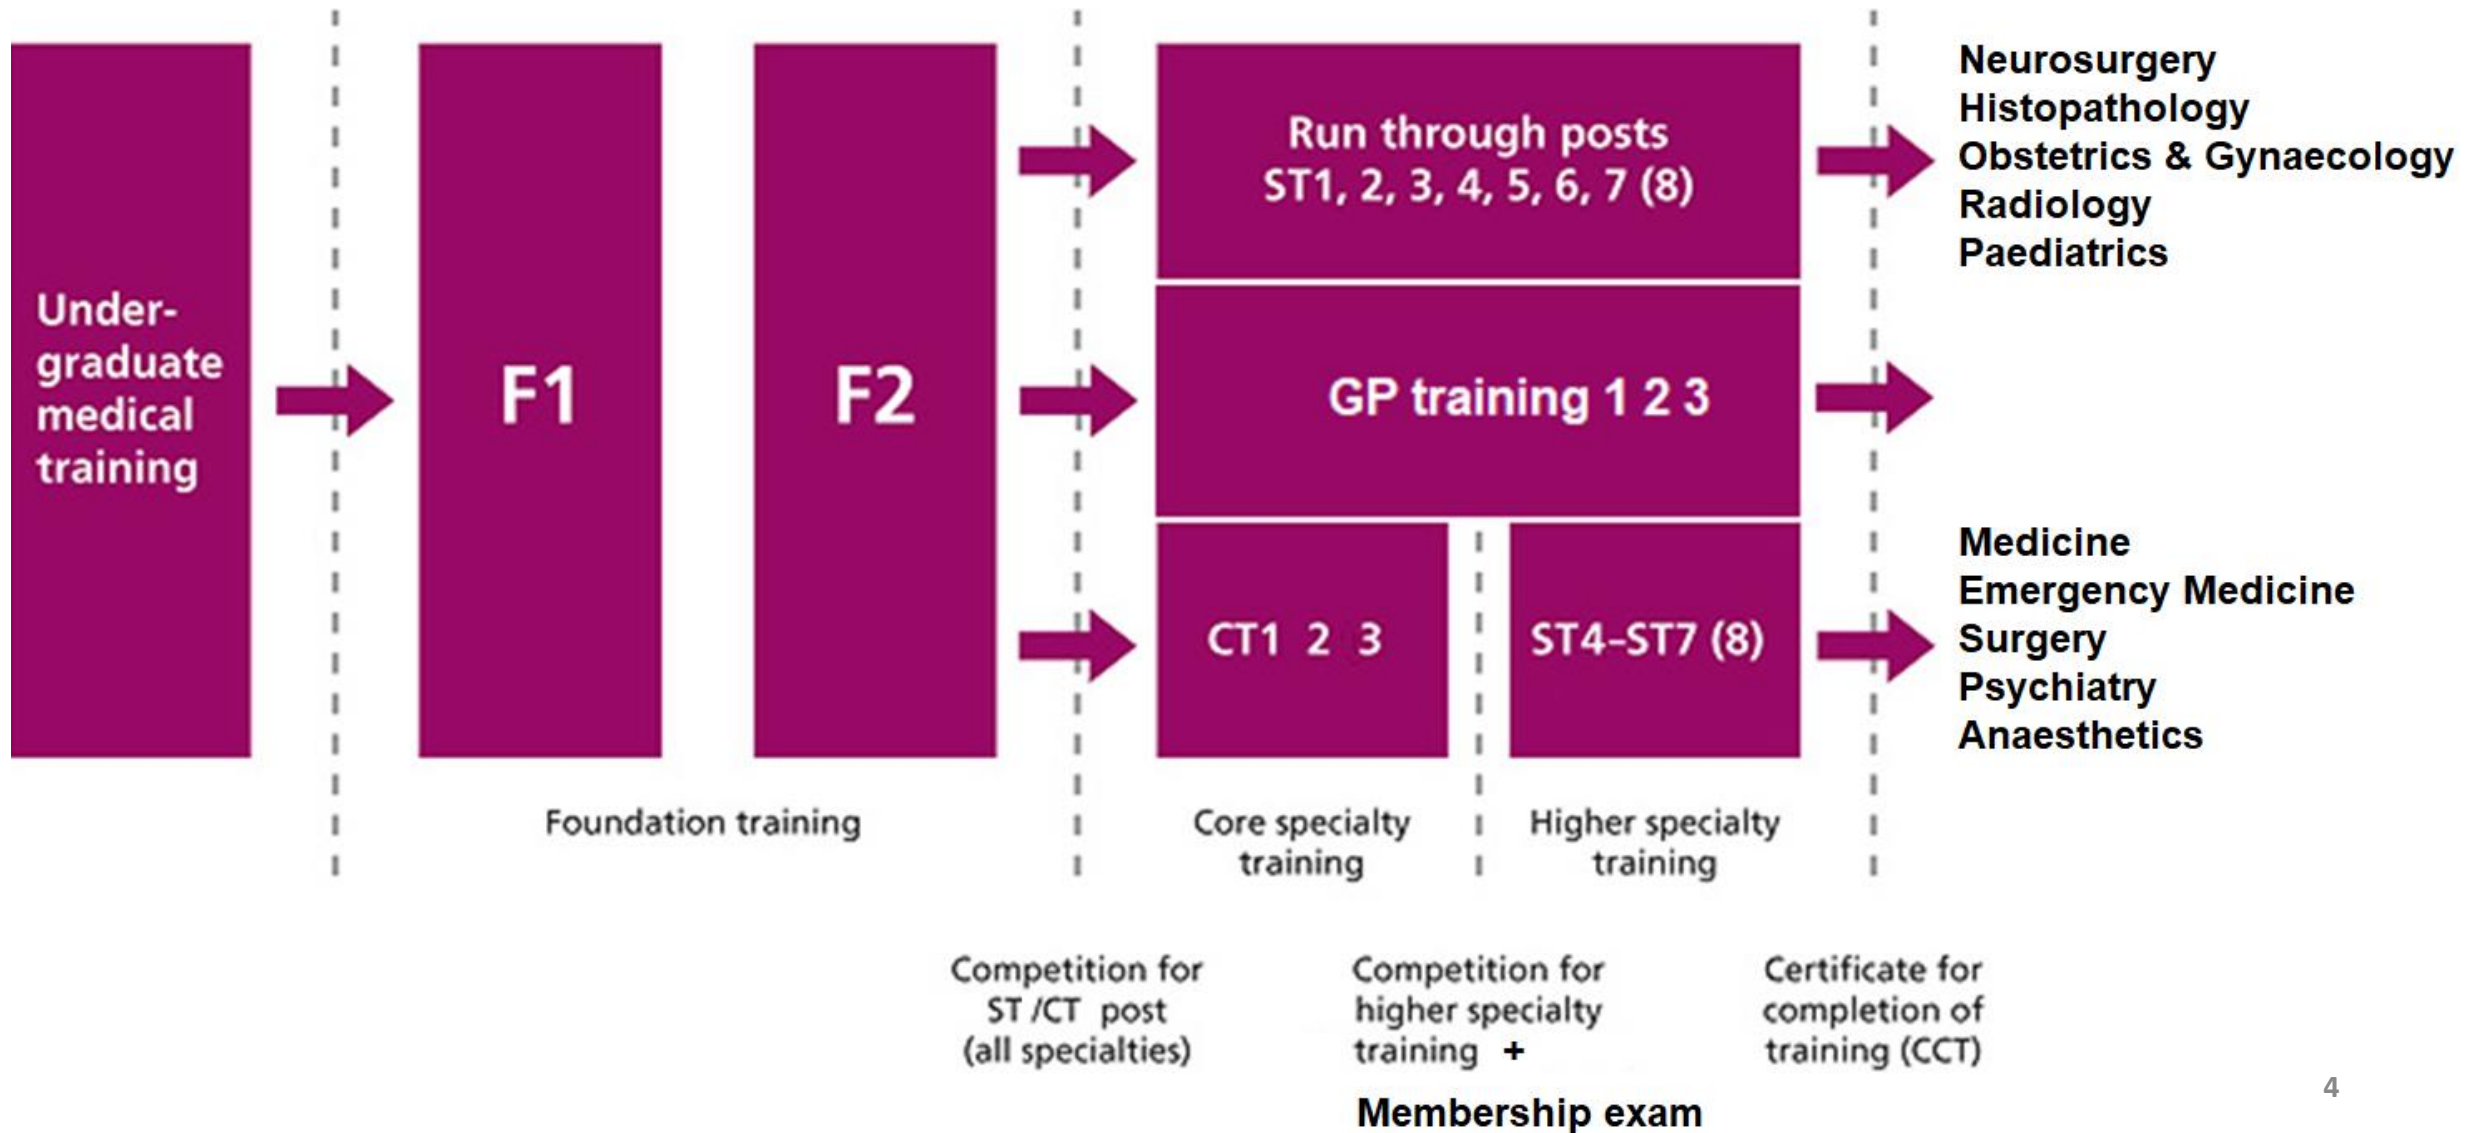 Under-
graduate
medical
training
F1
F2
Run through posts
ST1, 2, 3, 4, 5, 6, 7 (8)
GP training 1 2 3
CT1 2 3
ST4–ST7 (8)
Neurosurgery
Histopathology
Obstetrics & Gynaecology
Radiology
Paediatrics
Medicine
Emergency Medicine
Surgery
Psychiatry
Anaesthetics
Foundation training
Core specialty
training
Higher specialty
training
Competition for
ST /CT post
(all specialties)
Competition for
higher specialty
training +
Membership exam
Certificate for
completion of
training (CCT)
4